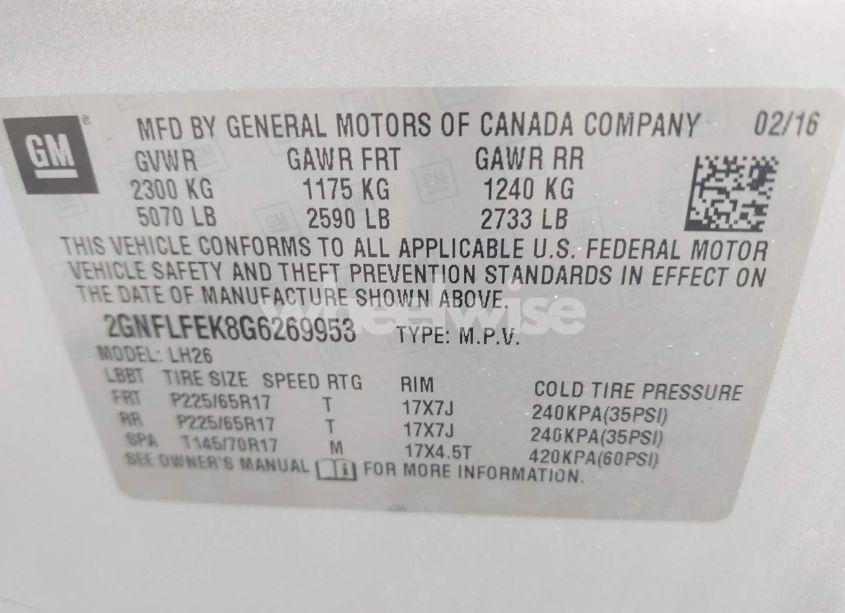 GM®
MFD BY GENERAL MOTORS OF CANADA COMPANY 02/16
GVWR GAWR FRT GAWR RR
2300 KG 1175 KG 1240 KG
5070 LB 2590 LB 2733 LB
THIS VEHICLE CONFORMS TO ALL APPLICABLE U.S. FEDERAL MOTOR
VEHICLE SAFETY AND THEFT PREVENTION STANDARDS IN EFFECT ON
THE DATE OF MANUFACTURE SHOWN ABOVE.
wheelwise
2GNFLFEK8G6269953 TYPE: M.P.V.
MODEL: LH26
LBBT TIRE SIZE SPEED RTG RIM COLD TIRE PRESSURE
FRT P225/65R17 T 17X7J 240KPA(35PSI)
RR P225/65R17 T 17X7J 240KPA(35PSI)
SPA T145/70R17 M 17X4.5T 420KPA(60PSI)
SEE OWNER'S MANUAL i FOR MORE INFORMATION.